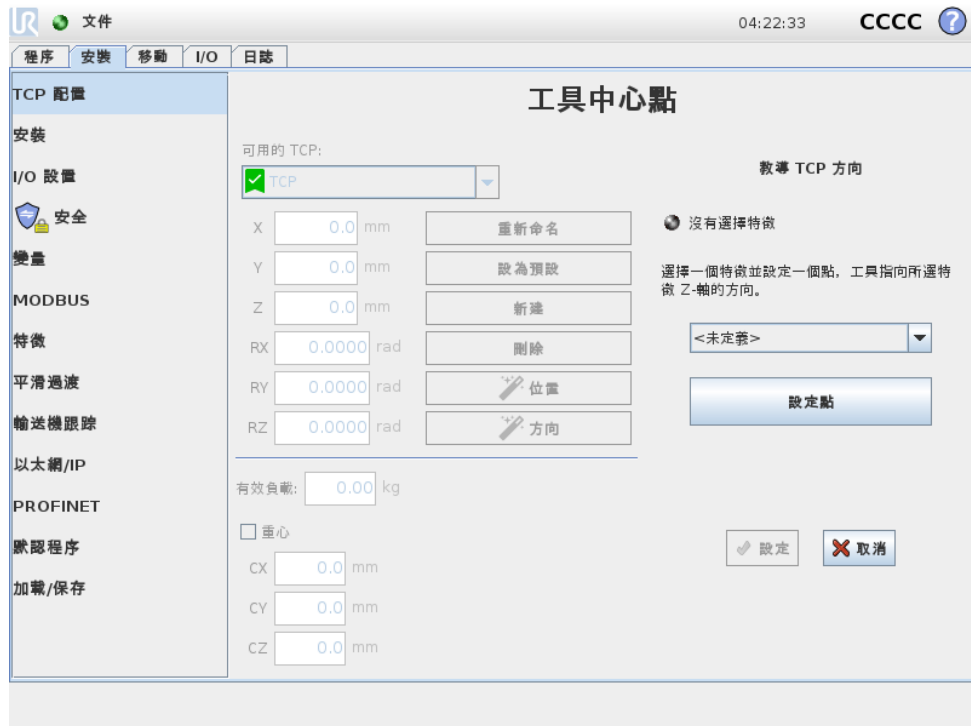 UR 文件 04:22:33 CCCC ?
程序 安裝 移動 I/O 日誌
TCP 配置
安裝
I/O 設置
安全
變量
MODBUS
特徵
平滑過渡
輸送機跟踪
以太網/IP
PROFINET
默認程序
加載/保存
工具中心點
可用的 TCP:
TCP
X 0.0 mm 重新命名
Y 0.0 mm 設為預設
Z 0.0 mm 新建
RX 0.0000 rad 刪除
RY 0.0000 rad 位置
RZ 0.0000 rad 方向
有效負載: 0.00 kg
重心
CX 0.0 mm
CY 0.0 mm
CZ 0.0 mm
教導 TCP 方向
沒有選擇特徵
選擇一個特徵並設定一個點，工具指向所選特
徵 Z-軸的方向。
<未定義>
設定點
設定 取消